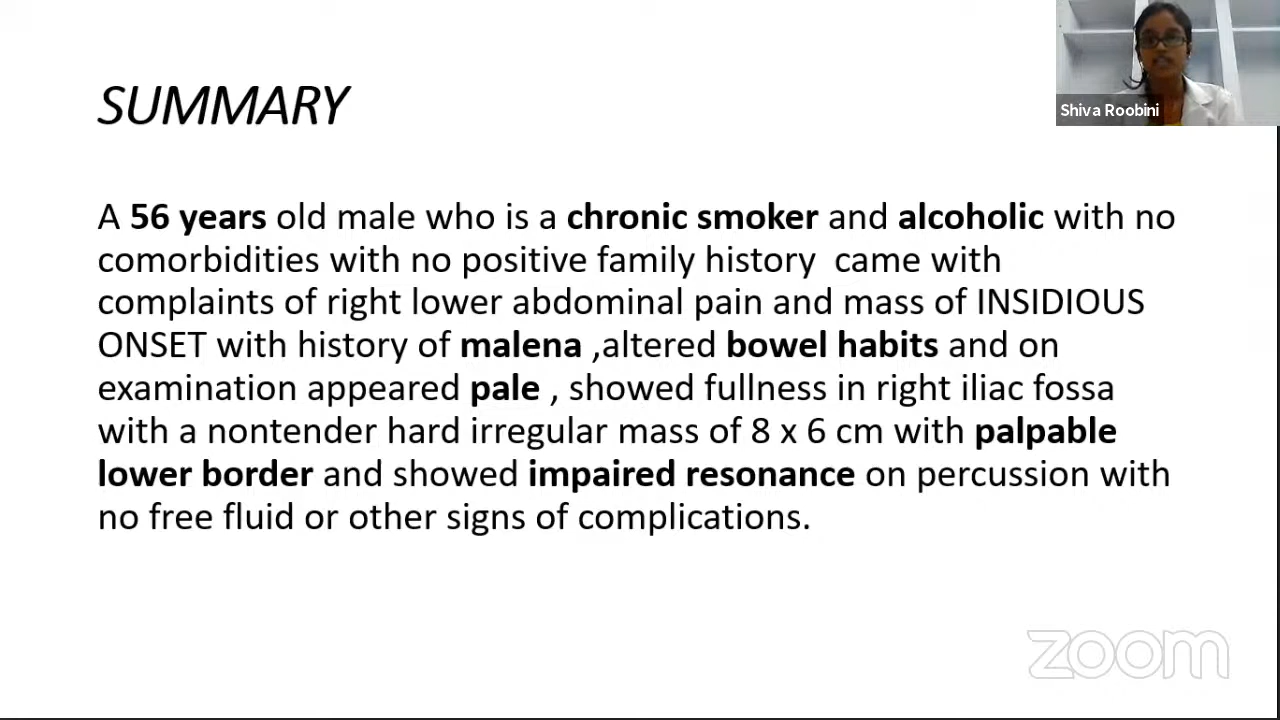 Shiva Roobini
SUMMARY
A 56 years old male who is a chronic smoker and alcoholic with no
comorbidities with no positive family history  came with
complaints of right lower abdominal pain and mass of INSIDIOUS
ONSET with history of malena ,altered bowel habits and on
examination appeared pale , showed fullness in right iliac fossa
with a nontender hard irregular mass of 8 x 6 cm with palpable
lower border and showed impaired resonance on percussion with
no free fluid or other signs of complications.
zoom